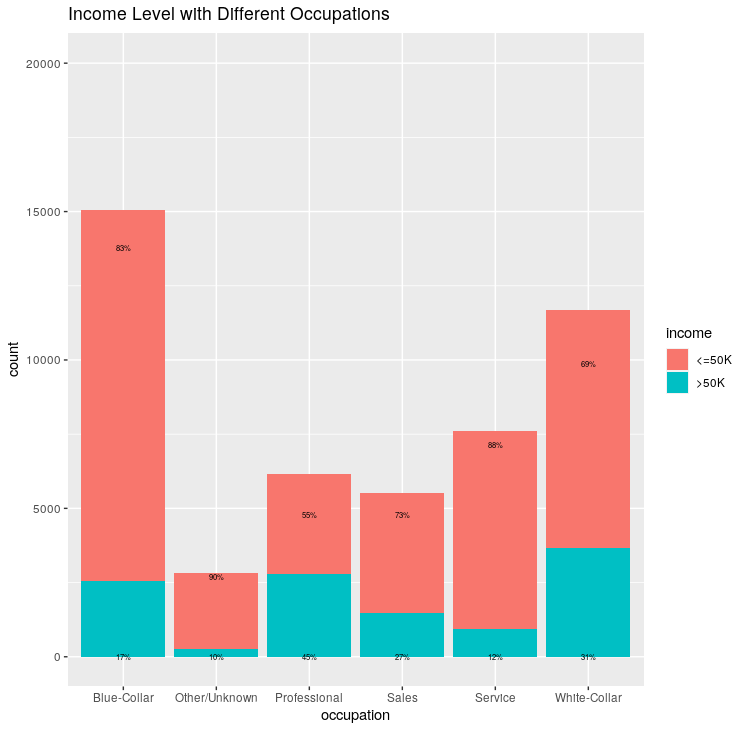 Income Level with Different Occupations
count
20000
15000
10000
5000
0
83%
90%
55%
73%
88%
69%
17%
10%
45%
27%
12%
31%
Blue-Collar Other/Unknown Professional Sales Service White-Collar
occupation
income
<=50K
>50K